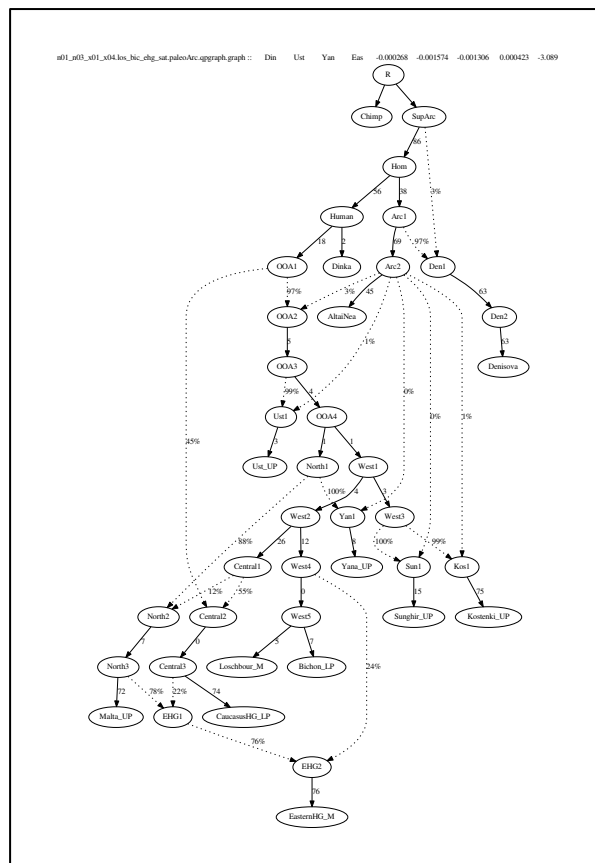 n01_n03_x01_x04.los_bic_ehg_sat.paleoArc.qpgraph.graph :: Din Ust Yan Eas -0.000268 -0.001574 -0.001306 0.000423 -3.089
R
Chimp SupArc
86
Hom
56 38 3%
Human Arc1
18 2 69 97%
OOA1 Dinka Arc2 Den1
97% 3% 45 63
OOA2 AltaiNea Den2
5 1% 63
OOA3 Denisova
99% 4 0% 0% 1%
Ust1 OOA4
45% 3 1 1
Ust_UP North1 West1
100% 4 3
West2 Yan1 West3
88% 26 12 8 100% 99%
Central1 West4 Yana_UP Sun1 Kos1
12% 55% 0 15 75
North2 Central2 West5 Sunghir_UP Kostenki_UP
7 0 5 7
North3 Central3 Loschbour_M Bichon_LP 24%
72 78% 22% 74
Malta_UP EHG1 CaucasusHG_LP
76%
EHG2
76
EasternHG_M